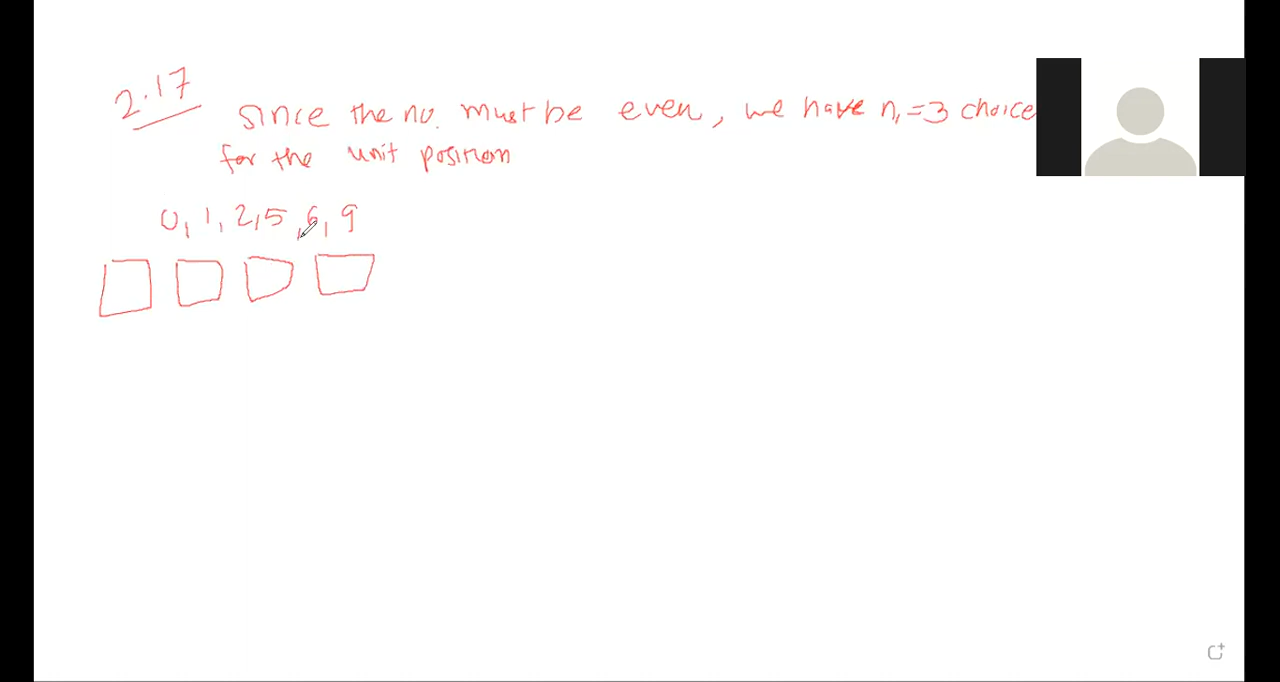 2.17
Since the no. must be even, we have n₁=3 choice
for the unit position
0, 1, 2, 5, 6, 9